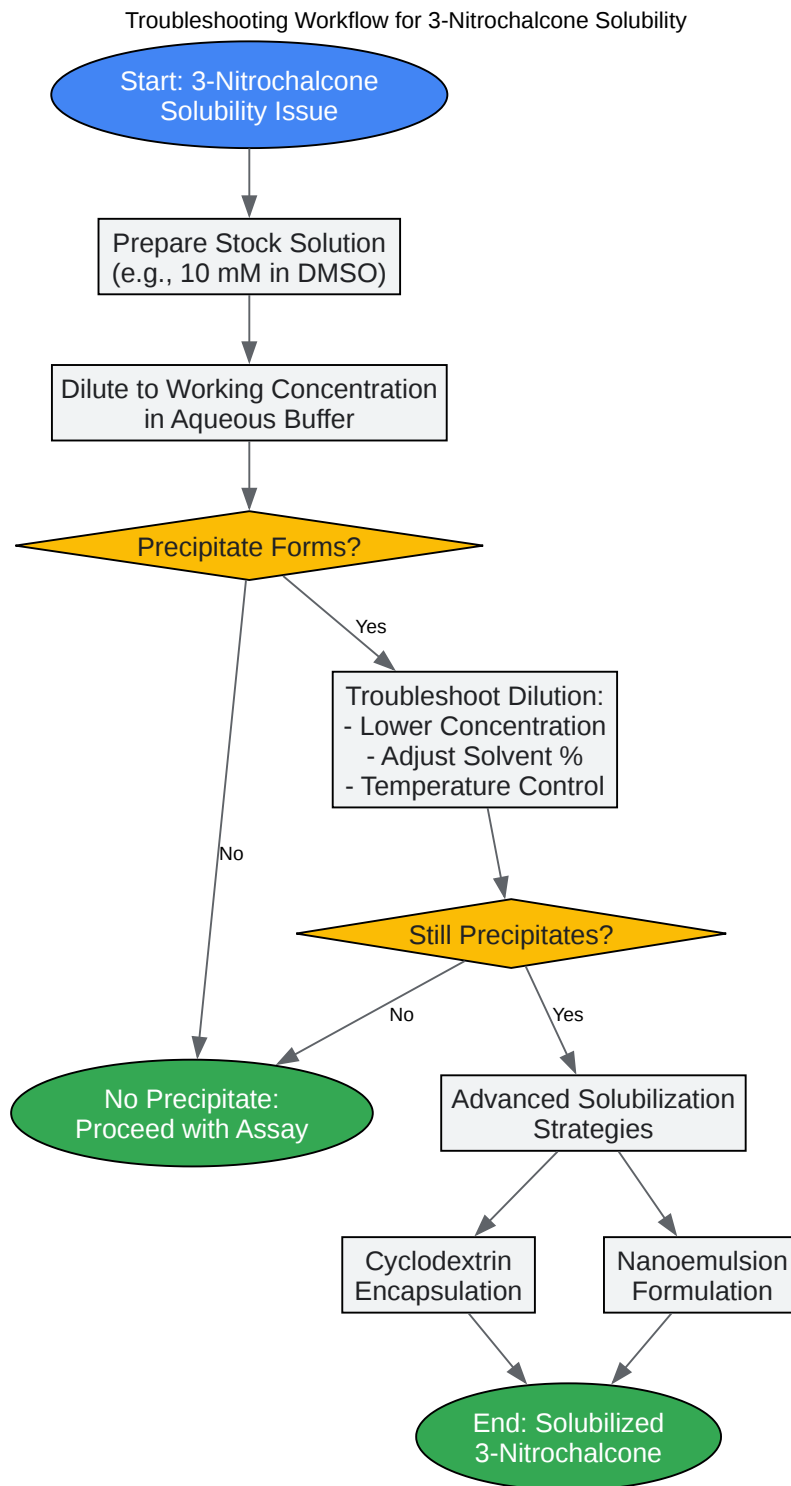 Troubleshooting Workflow for 3-Nitrochalcone Solubility
Start: 3-Nitrochalcone
Solubility Issue
Prepare Stock Solution
(e.g., 10 mM in DMSO)
Dilute to Working Concentration
in Aqueous Buffer
Precipitate Forms?
Yes
Troubleshoot Dilution:
- Lower Concentration
- Adjust Solvent %
- Temperature Control
No
Still Precipitates?
No
Yes
No Precipitate:
Proceed with Assay
Advanced Solubilization
Strategies
Cyclodextrin
Encapsulation
Nanoemulsion
Formulation
End: Solubilized
3-Nitrochalcone